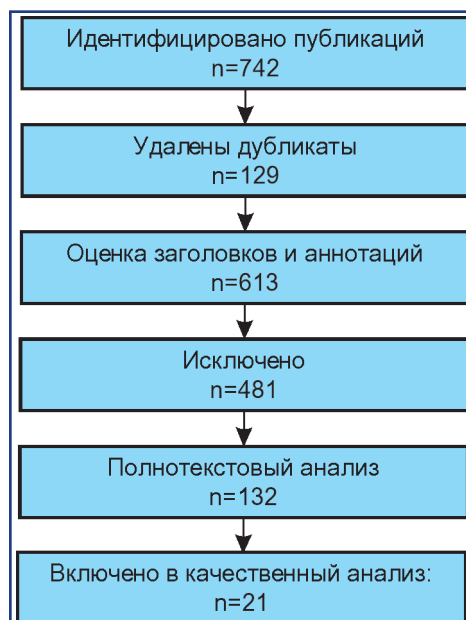 Идентифицировано публикаций
n=742
Удалены дубликаты
n=129
Оценка заголовков и аннотаций
n=613
Исключено
n=481
Полнотекстовый анализ
n=132
Включено в качественный анализ:
n=21